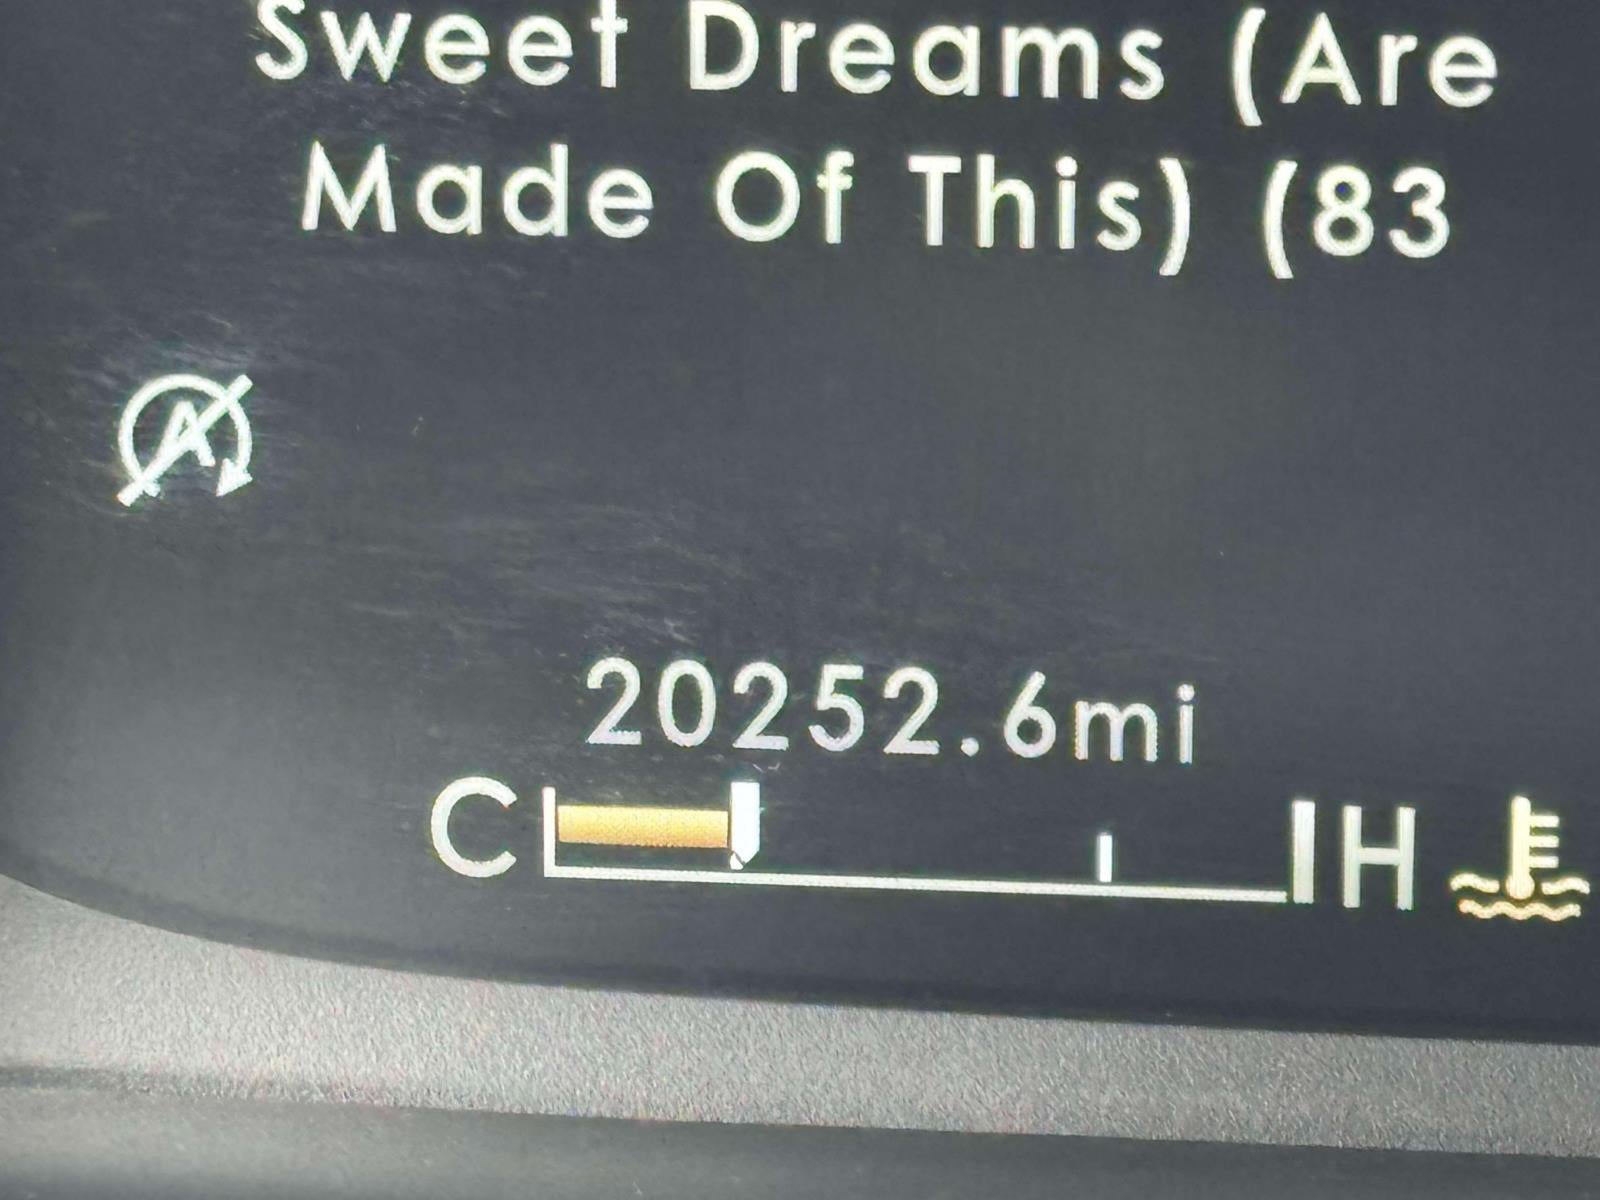 Sweet Dreams (Are
Made Of This) (83
A
20252.6mi
C H